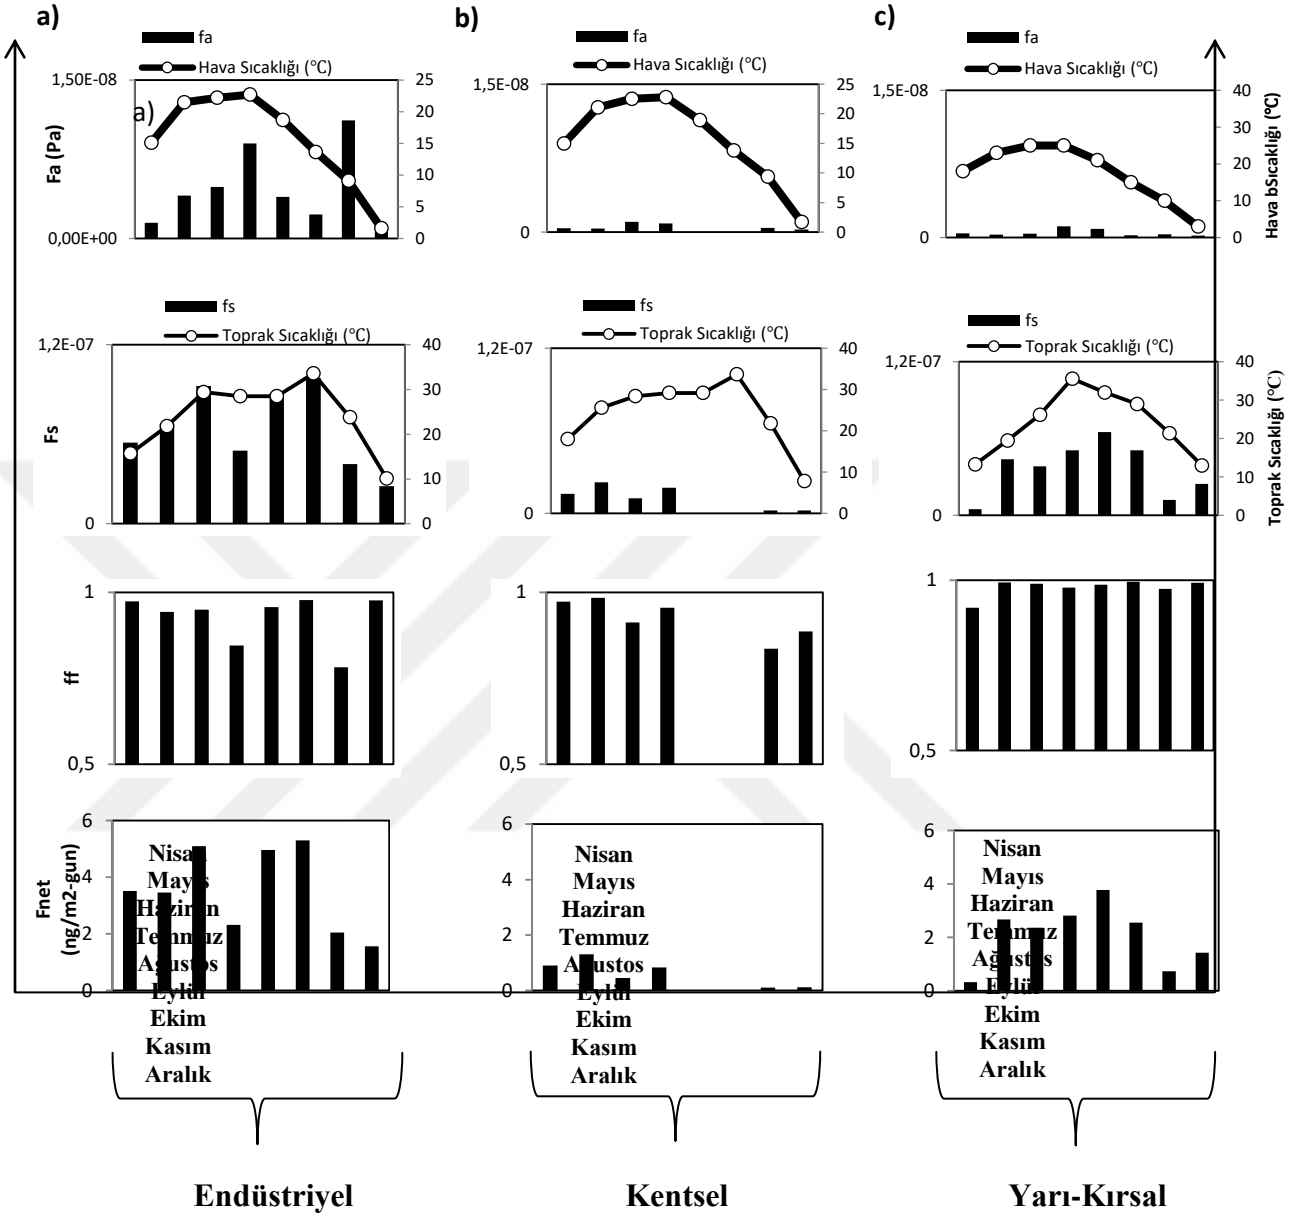 a)
fa
Hava Sıcaklığı (°C)
1,50E-08
0,00E+00
Fa (Pa)
a)
25
20
15
10
5
0
b)
fa
Hava Sıcaklığı (°C)
1,5E-08
0
25
20
15
10
5
0
c)
fa
Hava Sıcaklığı (°C)
1,5E-08
0
40
30
20
10
0
Hava bSıcaklığı (°C)
fs
Toprak Sıcaklığı (°C)
1,2E-07
0
Fs
40
30
20
10
0
fs
Toprak Sıcaklığı (°C)
1,2E-07
0
40
30
20
10
0
fs
Toprak Sıcaklığı (°C)
1,2E-07
0
40
30
20
10
0
Toprak Sıcaklığı (°C)
1
0,5
ff
1
0,5
1
0,5
6
4
2
0
Fnet
(ng/m2-gun)
Nisan
Mayıs
Haziran
Temmuz
Ağustos
Eylül
Ekim
Kasım
Aralık
6
4
2
0
Nisan
Mayıs
Haziran
Temmuz
Ağustos
Eylül
Ekim
Kasım
Aralık
6
4
2
0
Nisan
Mayıs
Haziran
Temmuz
Ağustos
Eylül
Ekim
Kasım
Aralık
Endüstriyel
Kentsel
Yarı-Kırsal